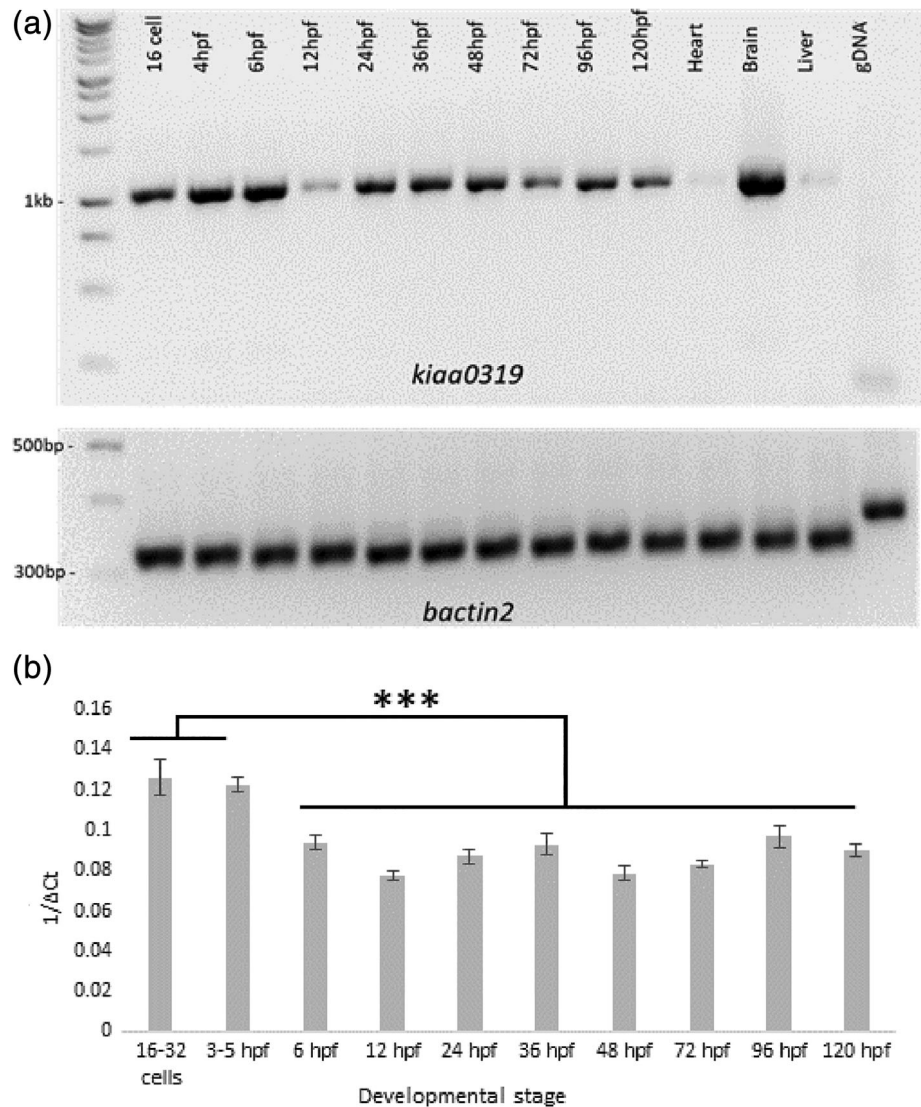 (a)
16 cell
4hpf
6hpf
12hpf
24hpf
36hpf
48hpf
72hpf
96hpf
120hpf
Heart
Brain
Liver
gDNA
1kb -
kiaa0319
500bp -
300bp -
bactin2
(b)
***
0.16
0.14
0.12
0.1
0.08
0.06
0.04
0.02
0
1/ΔCt
16-32 cells
3-5 hpf
6 hpf
12 hpf
24 hpf
36 hpf
48 hpf
72 hpf
96 hpf
120 hpf
Developmental stage